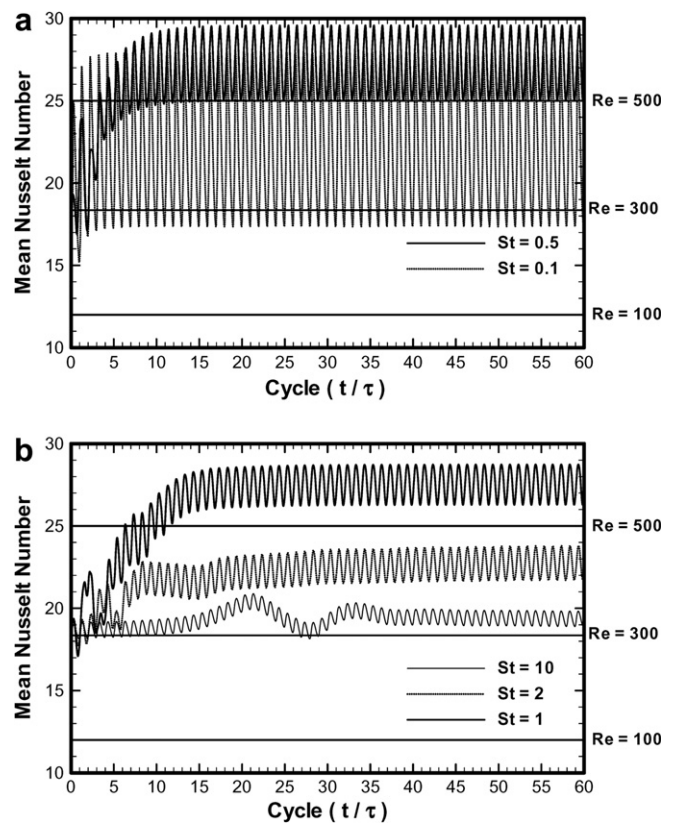 a
Mean Nusselt Number
30
25
20
15
10
Re = 500
Re = 300
Re = 100
St = 0.5
St = 0.1
0 5 10 15 20 25 30 35 40 45 50 55 60
Cycle ( t / τ )
b
Mean Nusselt Number
30
25
20
15
10
Re = 500
Re = 300
Re = 100
St = 10
St = 2
St = 1
0 5 10 15 20 25 30 35 40 45 50 55 60
Cycle ( t / τ )